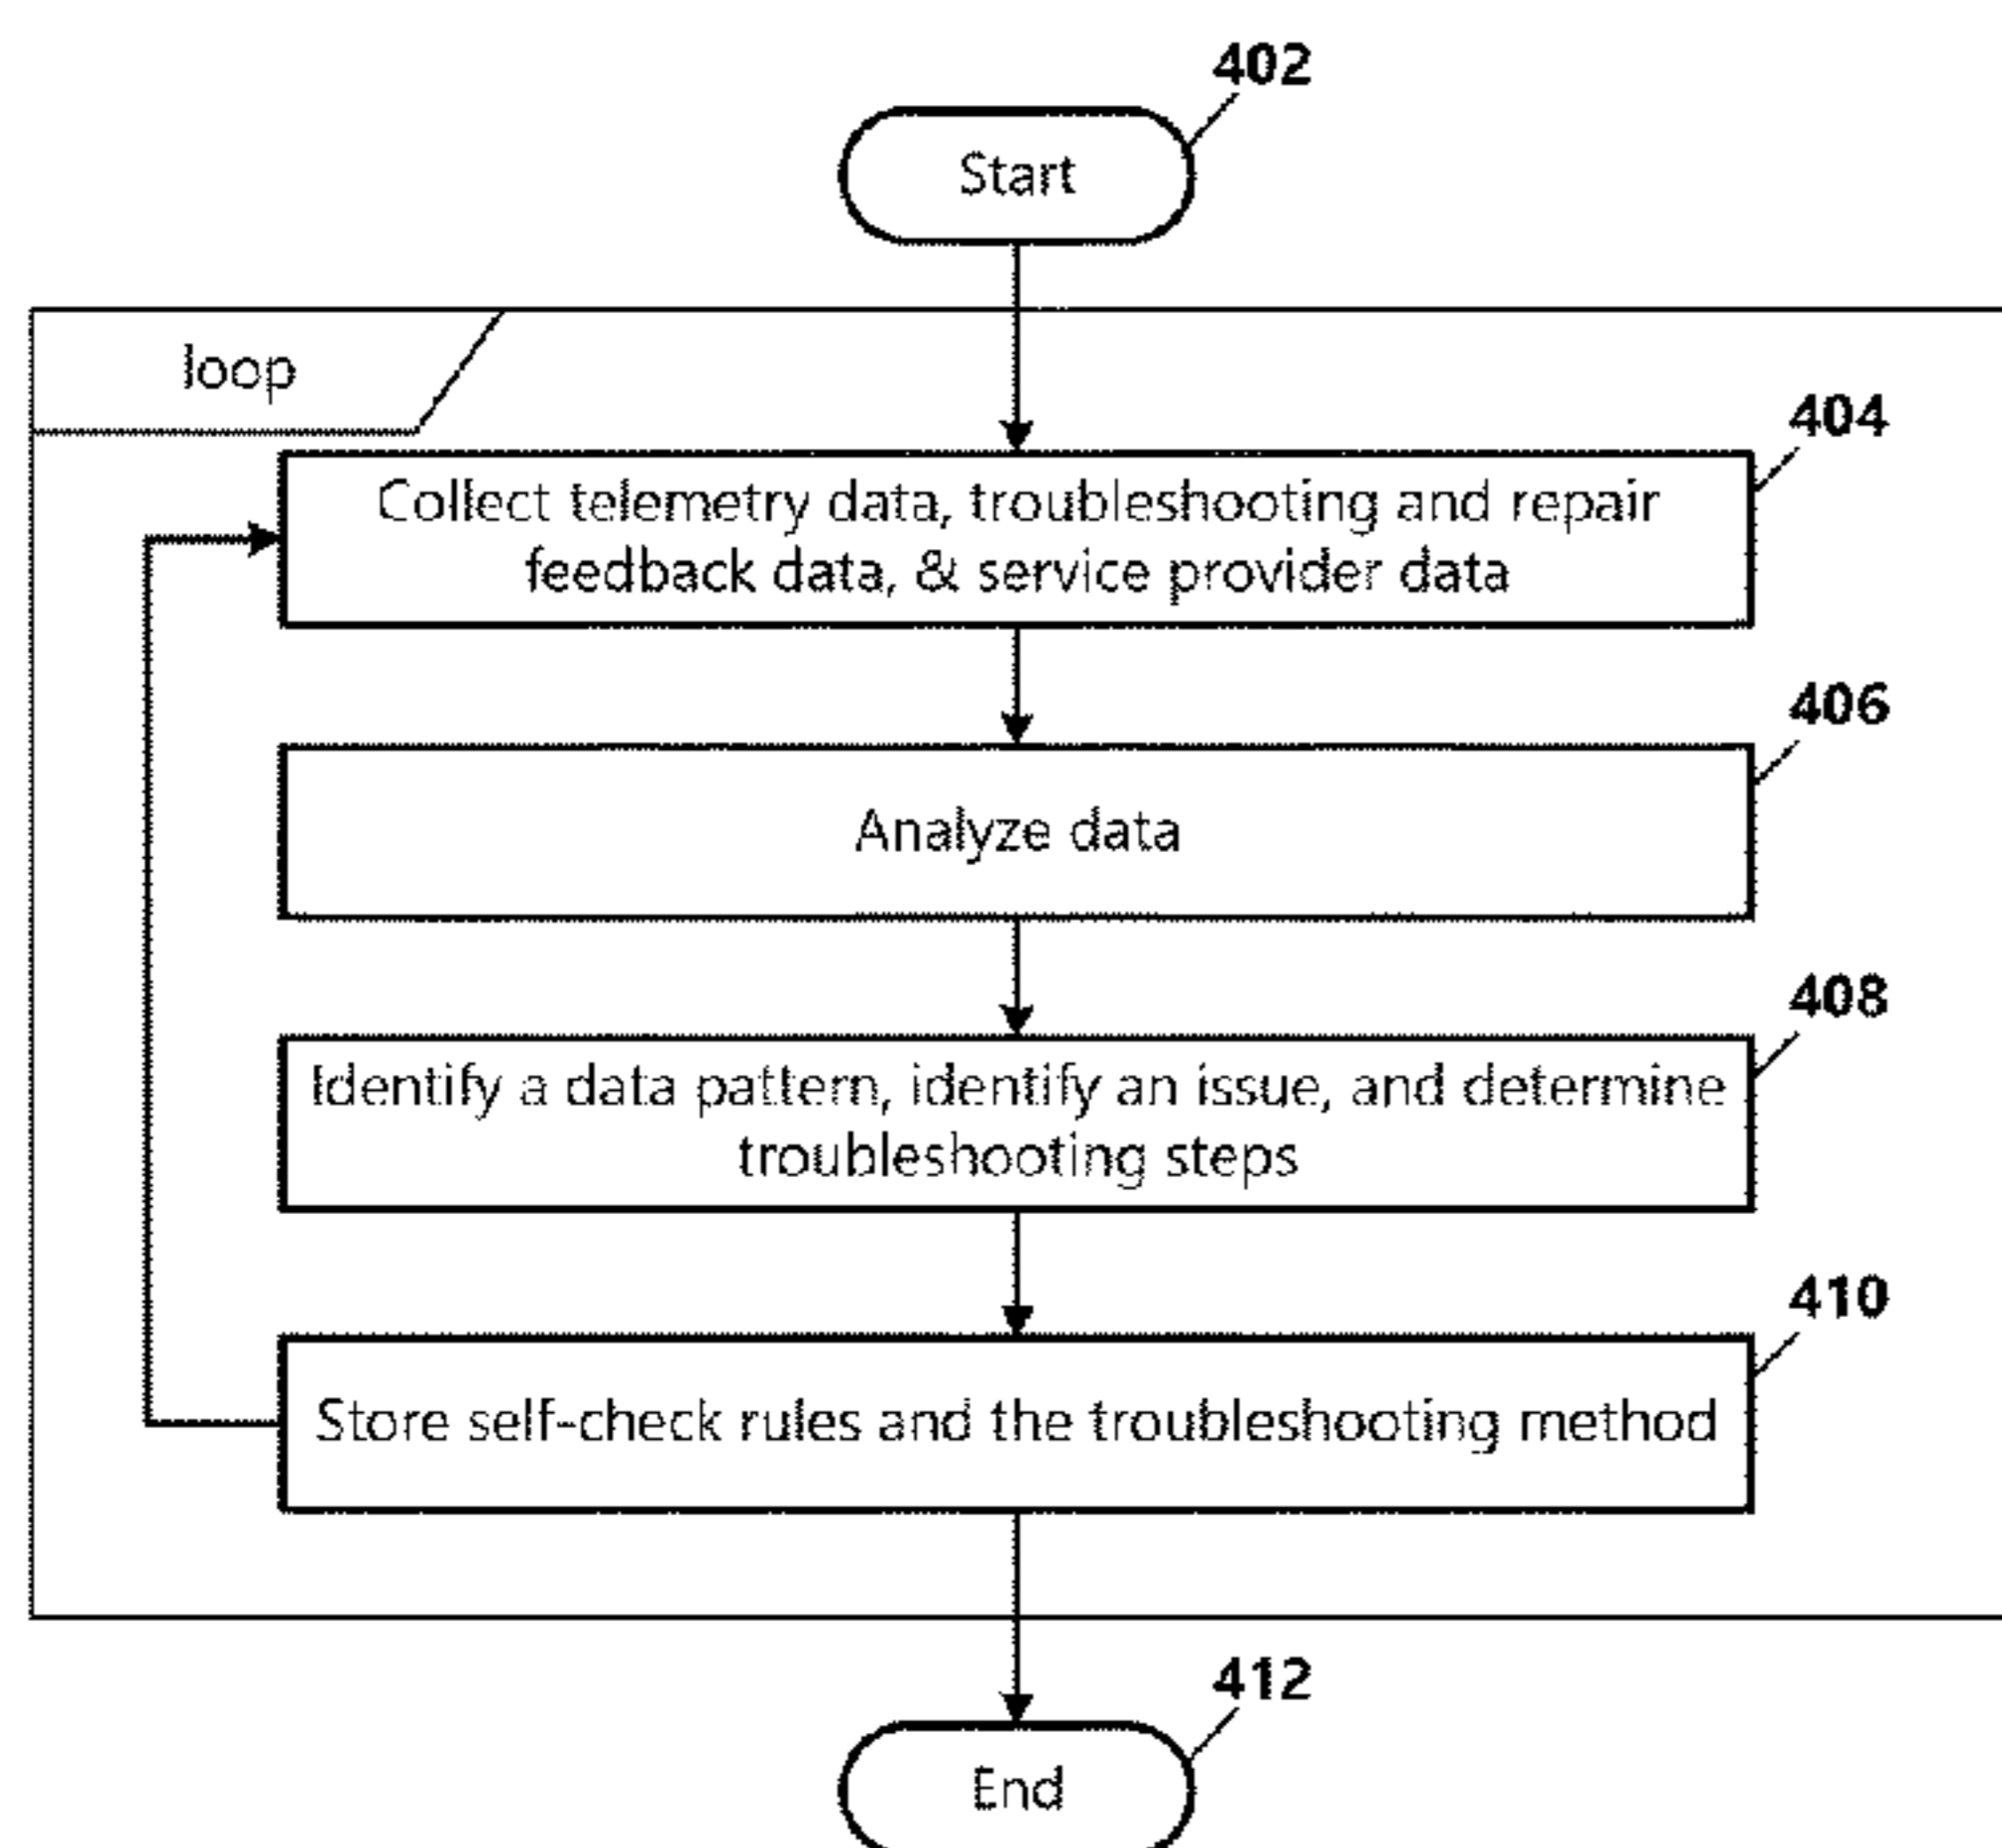 402
Start
loop
404
Collect telemetry data, troubleshooting and repair
feedback data, & service provider data
406
Analyze data
408
Identify a data pattern, identify an issue, and determine
troubleshooting steps
410
Store self-check rules and the troubleshooting method
412
End